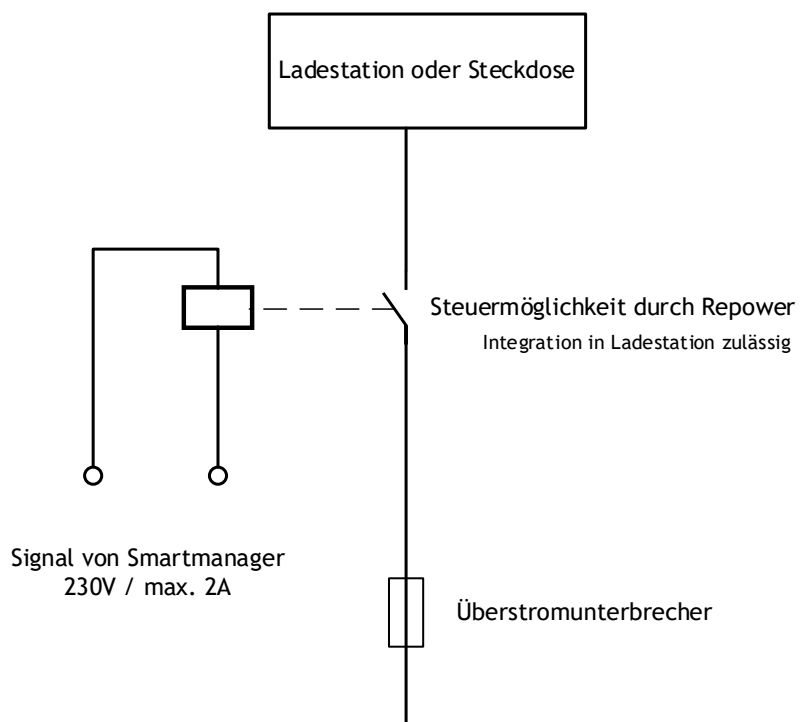 Ladestation oder Steckdose
Steuermöglichkeit durch Repower
Integration in Ladestation zulässig
Signal von Smartmanager
230V / max. 2A
Überstromunterbrecher